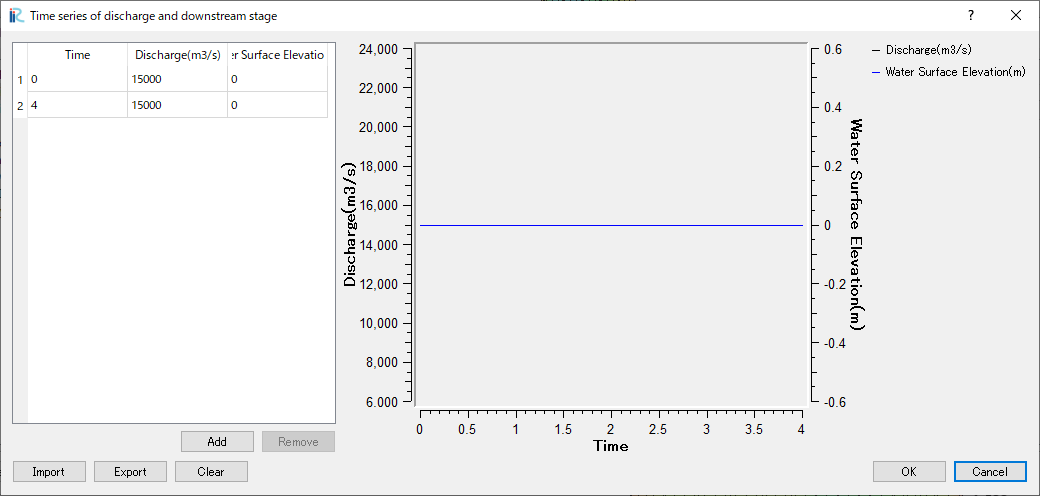 iRIC Time series of discharge and downstream stage
?
Time Discharge(m3/s) er Surface Elevatio
1 0 15000 0
2 4 15000 0
Add Remove
Import Export Clear
24,000
22,000
20,000
18,000
16,000
14,000
12,000
10,000
8,000
6.000
Discharge(m3/s)
0 0.5 1 1.5 2 2.5 3 3.5 4
Time
0.6
0.4
0.2
0
-0.2
-0.4
-0.6
Water Surface Elevation(m)
Discharge(m3/s)
Water Surface Elevation(m)
OK Cancel